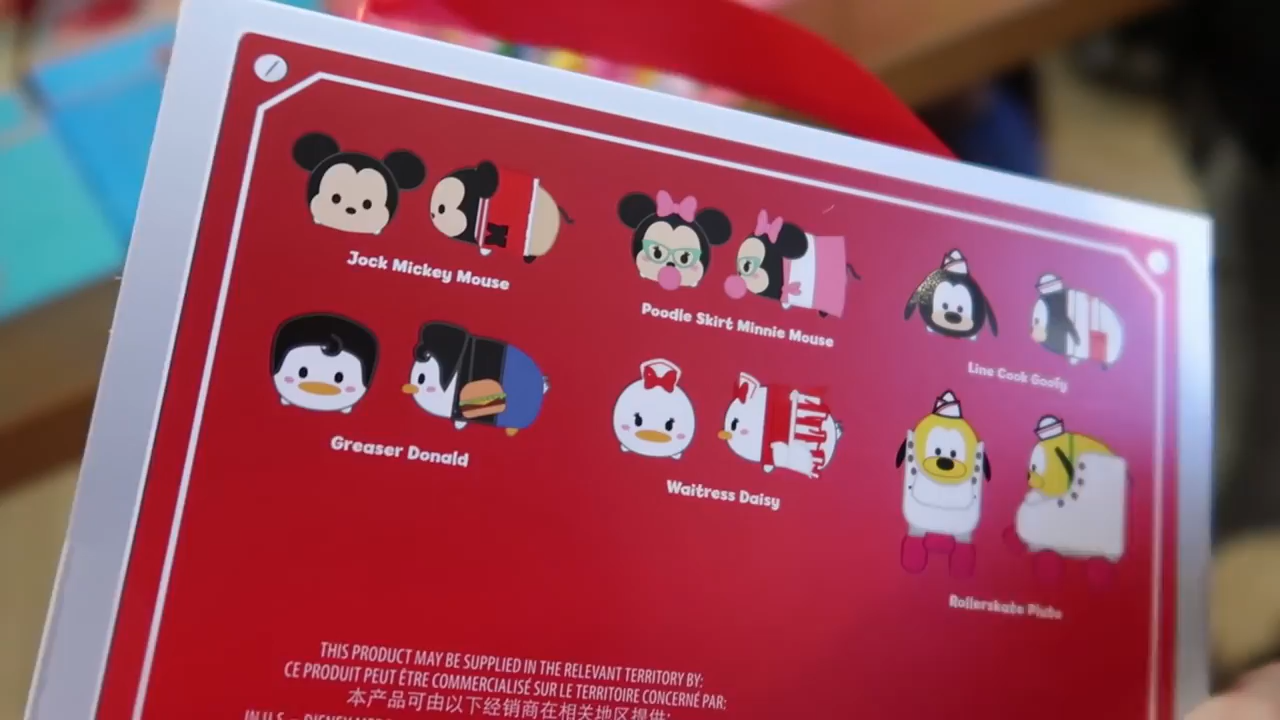 Jock Mickey Mouse
Poodle Skirt Minnie Mouse
Line Cook Goofy
Greaser Donald
Waitress Daisy
Rollerskate Pluto
THIS PRODUCT MAY BE SUPPLIED IN THE RELEVANT TERRITORY BY:
CE PRODUIT PEUT ÊTRE COMMERCIALISÉ SUR LE TERRITOIRE CONCERNÉ PAR:
本产品可由以下经销商在相关地区提供:
IN U.S. – DISNEY